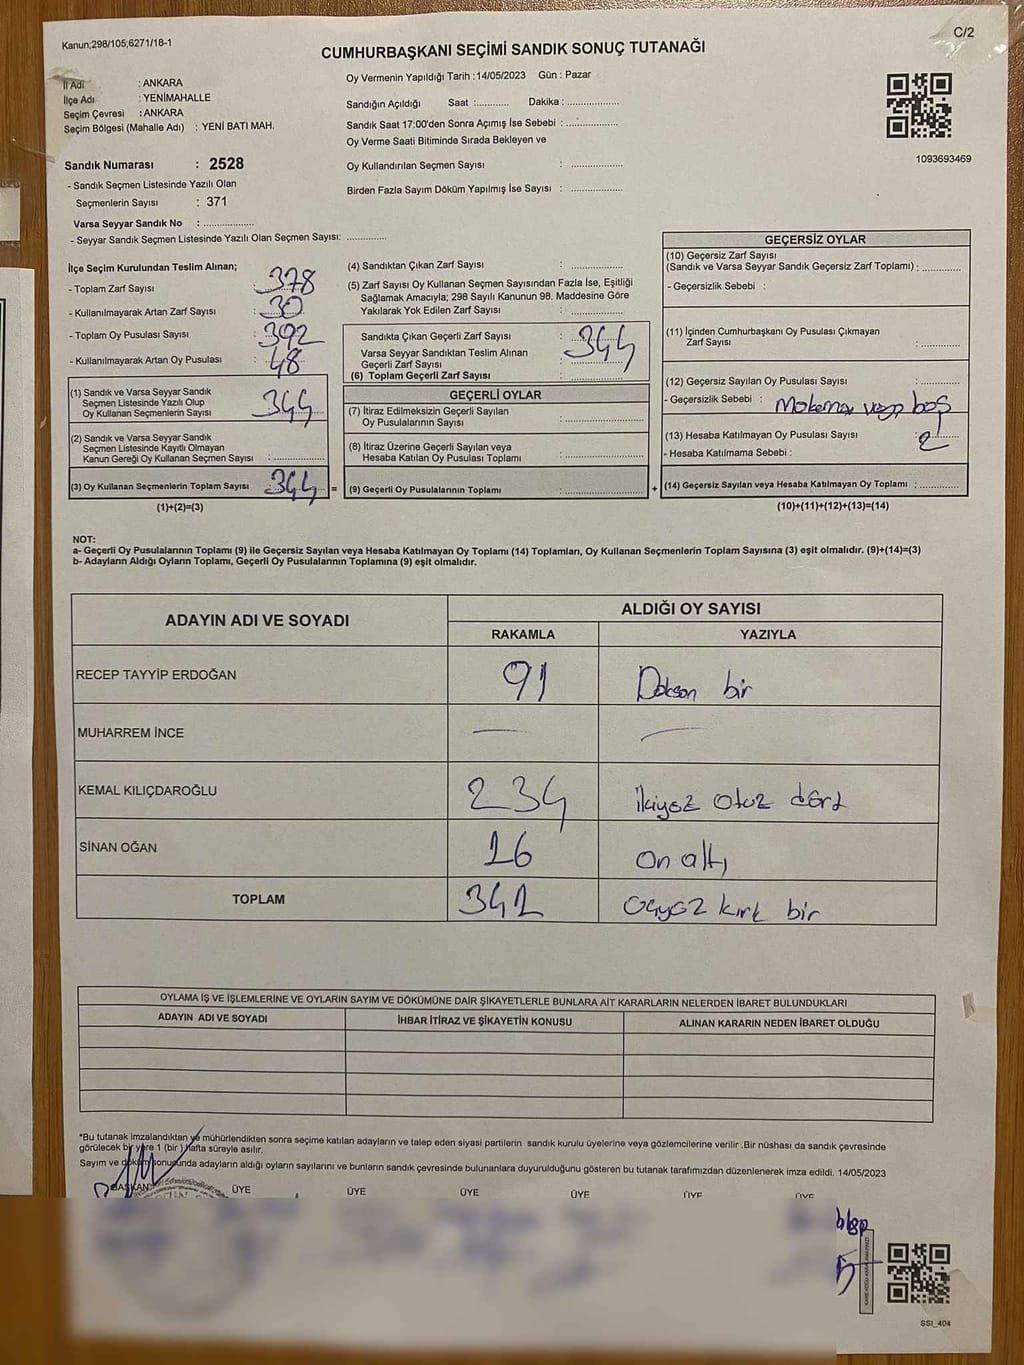 Kanun;298/105;6271/18-1
C/2
CUMHURBAŞKANI SEÇİMİ SANDIK SONUÇ TUTANAĞI
İl Adı : ANKARA
İlçe Adı : YENİMAHALLE
Seçim Çevresi : ANKARA
Seçim Bölgesi (Mahalle Adı) : YENİ BATI MAH.
Sandık Numarası : 2528
- Sandık Seçmen Listesinde Yazılı Olan
Seçmenlerin Sayısı : 371
Varsa Seyyar Sandık No : ..................
- Seyyar Sandık Seçmen Listesinde Yazılı Olan Seçmen Sayısı: ..............
Oy Vermenin Yapıldığı Tarih :14/05/2023 Gün : Pazar
Sandığın Açıldığı Saat :........... Dakika : ..................
Sandık Saat 17:00'den Sonra Açımış İse Sebebi : ..................
Oy Verme Saati Bitiminde Sırada Bekleyen ve
Oy Kullandırılan Seçmen Sayısı : ..................
Birden Fazla Sayım Döküm Yapılmış İse Sayısı : ..................
1093693469
İlçe Seçim Kurulundan Teslim Alınan;
- Toplam Zarf Sayısı : 378
- Kullanılmayarak Artan Zarf Sayısı : 30
- Toplam Oy Pusulası Sayısı : 392
- Kullanılmayarak Artan Oy Pusulası : 48
(1) Sandık ve Varsa Seyyar Sandık
Seçmen Listesinde Yazılı Olup
Oy Kullanan Seçmenlerin Sayısı : 344
(2) Sandık ve Varsa Seyyar Sandık
Seçmen Listesinde Kayıtlı Olmayan
Kanun Gereği Oy Kullanan Seçmen Sayısı : ..................
(3) Oy Kullanan Seçmenlerin Toplam Sayısı 344 =
(1)+(2)=(3)
(4) Sandıktan Çıkan Zarf Sayısı : ..................
(5) Zarf Sayısı Oy Kullanan Seçmen Sayısından Fazla İse, Eşitliği
Sağlamak Amacıyla; 298 Sayılı Kanunun 98. Maddesine Göre
Yakılarak Yok Edilen Zarf Sayısı : ..................
Sandıkta Çıkan Geçerli Zarf Sayısı : 344
Varsa Seyyar Sandıktan Teslim Alınan
Geçerli Zarf Sayısı :
(6) Toplam Geçerli Zarf Sayısı : ..................
GEÇERLİ OYLAR
(7) İtiraz Edilmeksizin Geçerli Sayılan
Oy Pusulalarının Sayısı : ..................
(8) İtiraz Üzerine Geçerli Sayılan veya
Hesaba Katılan Oy Pusulası Toplamı : ..................
(9) Geçerli Oy Pusulalarının Toplamı : .................. +
GEÇERSİZ OYLAR
(10) Geçersiz Zarf Sayısı
(Sandık ve Varsa Seyyar Sandık Geçersiz Zarf Toplamı) : .............
- Geçersizlik Sebebi :
(11) İçinden Cumhurbaşkanı Oy Pusulası Çıkmayan
Zarf Sayısı : .............
(12) Geçersiz Sayılan Oy Pusulası Sayısı : .............
- Geçersizlik Sebebi : boş
(13) Hesaba Katılmayan Oy Pusulası Sayısı : 2
- Hesaba Katılmama Sebebi :
(14) Geçersiz Sayılan veya Hesaba Katılmayan Oy Toplamı : .............
(10)+(11)+(12)+(13)=(14)
NOT:
a- Geçerli Oy Pusulalarının Toplamı (9) ile Geçersiz Sayılan veya Hesaba Katılmayan Oy Toplamı (14) Toplamları, Oy Kullanan Seçmenlerin Toplam Sayısına (3) eşit olmalıdır. (9)+(14)=(3)
b- Adayların Aldığı Oyların Toplamı, Geçerli Oy Pusulalarının Toplamına (9) eşit olmalıdır.
ADAYIN ADI VE SOYADI
ALDIĞI OY SAYISI
RAKAMLA YAZIYLA
RECEP TAYYİP ERDOĞAN 91 Doksan bir
MUHARREM İNCE — —
KEMAL KILIÇDAROĞLU 234 ikiyüz otuz dört
SİNAN OĞAN 16 on altı
TOPLAM 341 üçyüz kırk bir
OYLAMA İŞ VE İŞLEMLERİNE VE OYLARIN SAYIM VE DÖKÜMÜNE DAİR ŞİKAYETLERLE BUNLARA AİT KARARLARIN NELERDEN İBARET BULUNDUKLARI
ADAYIN ADI VE SOYADI İHBAR İTİRAZ VE ŞİKAYETİN KONUSU ALINAN KARARIN NEDEN İBARET OLDUĞU
*Bu tutanak imzalandıktan ve mühürlendikten sonra seçime katılan adayların ve talep eden siyasi partilerin sandık kurulu üyelerine veya gözlemcilerine verilir .Bir nüshası da sandık çevresinde
görülecek bir yere 1 (bir) hafta süreyle asılır.
Sayım ve döküm sonucunda adayların aldığı oyların sayılarını ve bunların sandık çevresinde bulunanlara duyurulduğunu gösteren bu tutanak tarafımızdan düzenlenerek imza edildi. 14/05/2023
BAŞKAN ÜYE ÜYE ÜYE ÜYE ÜYE ÜYE
SSI_404